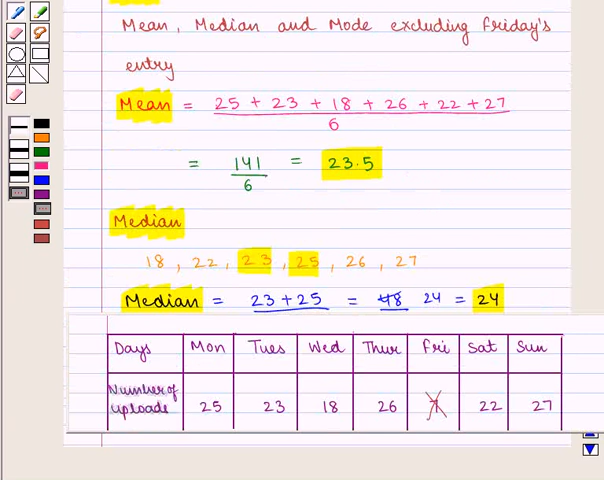 Mean, Median and Mode excluding Friday's
entry
Mean = 25 + 23 + 18 + 26 + 22 + 27
6
= 141 = 23.5
6
Median
18, 22, 23, 25, 26, 27
Median = 23 + 25 = 48 24 = 24
Days Mon Tues Wed Thur Fri Sat Sun
Number of
uploads 25 23 18 26 22 27